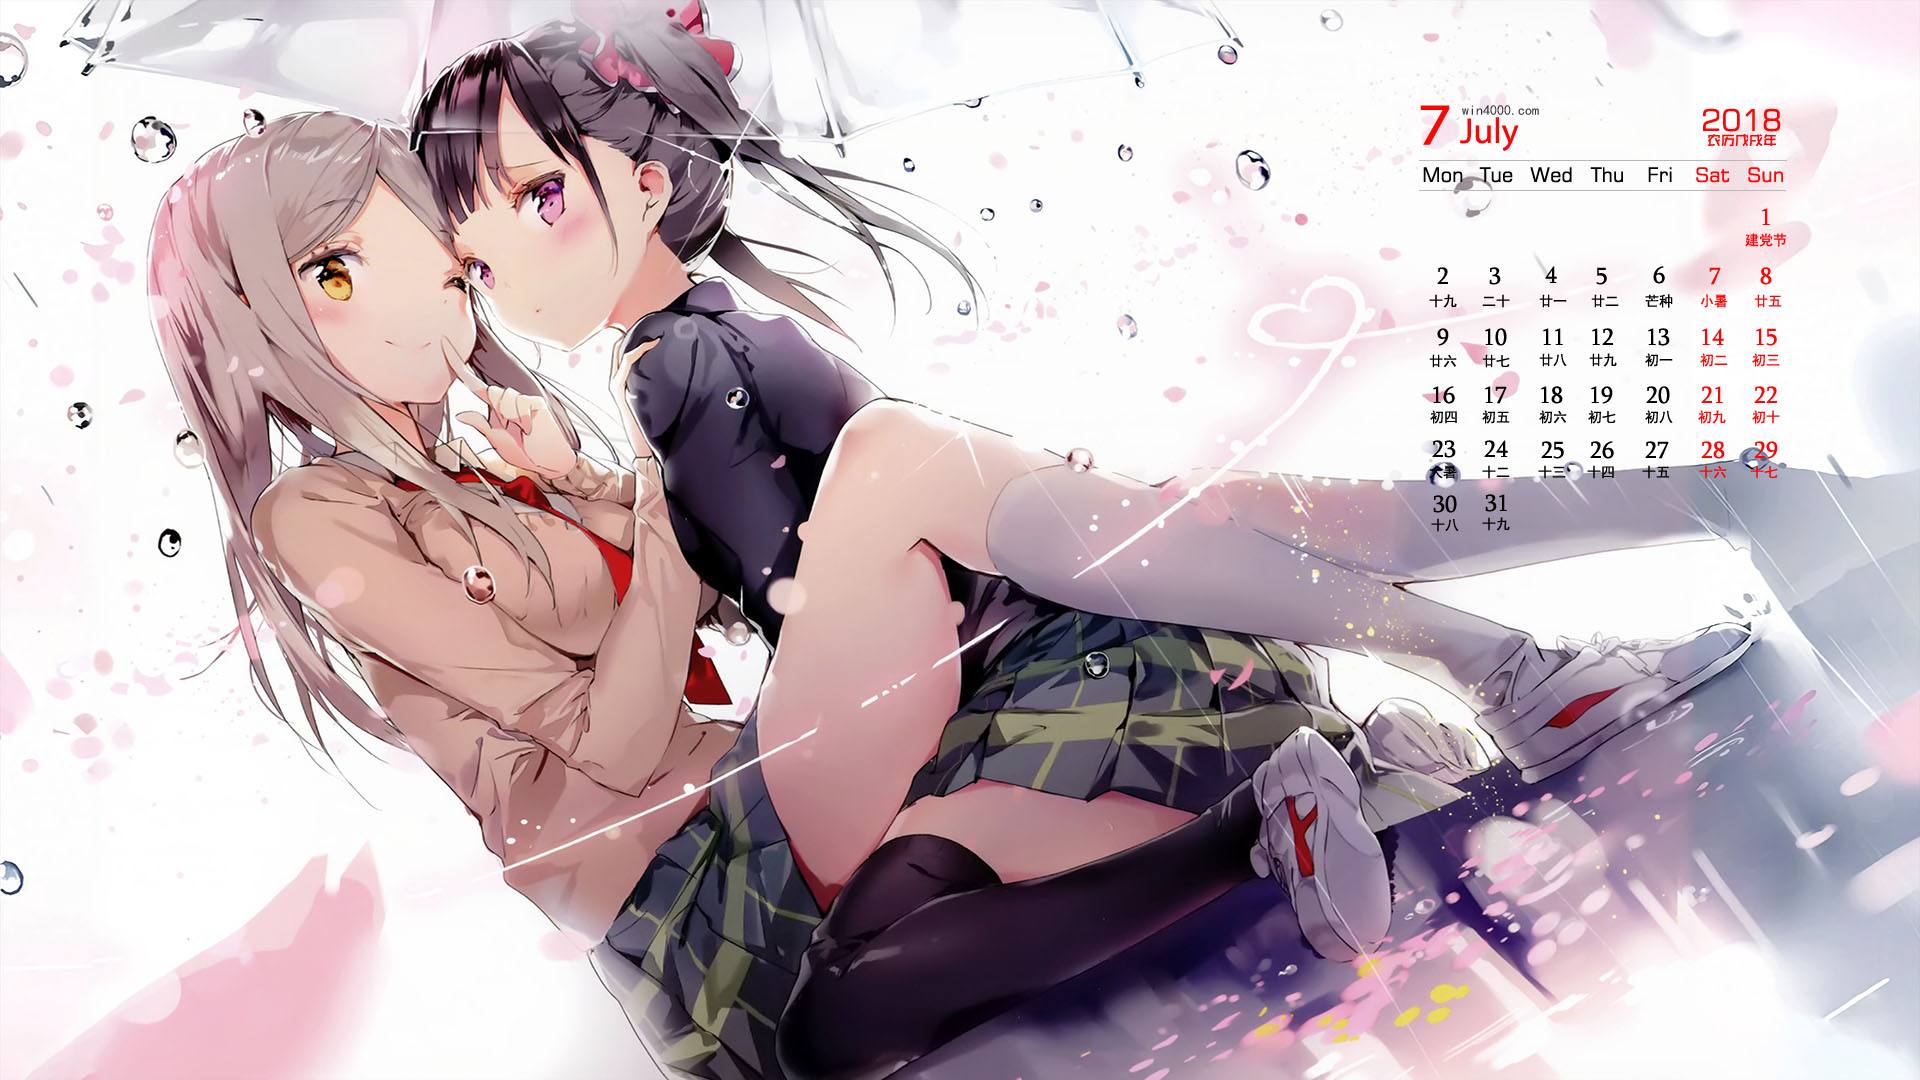 7 win4000.com
July
2018
农历戊戌年
Mon Tue Wed Thu Fri Sat Sun
1
建党节
2 3 4 5 6 7 8
十九 二十 廿一 廿二 芒种 小暑 廿五
9 10 11 12 13 14 15
廿六 廿七 廿八 廿九 初一 初二 初三
16 17 18 19 20 21 22
初四 初五 初六 初七 初八 初九 初十
23 24 25 26 27 28 29
大暑 十二 十三 十四 十五 十六 十七
30 31
十八 十九